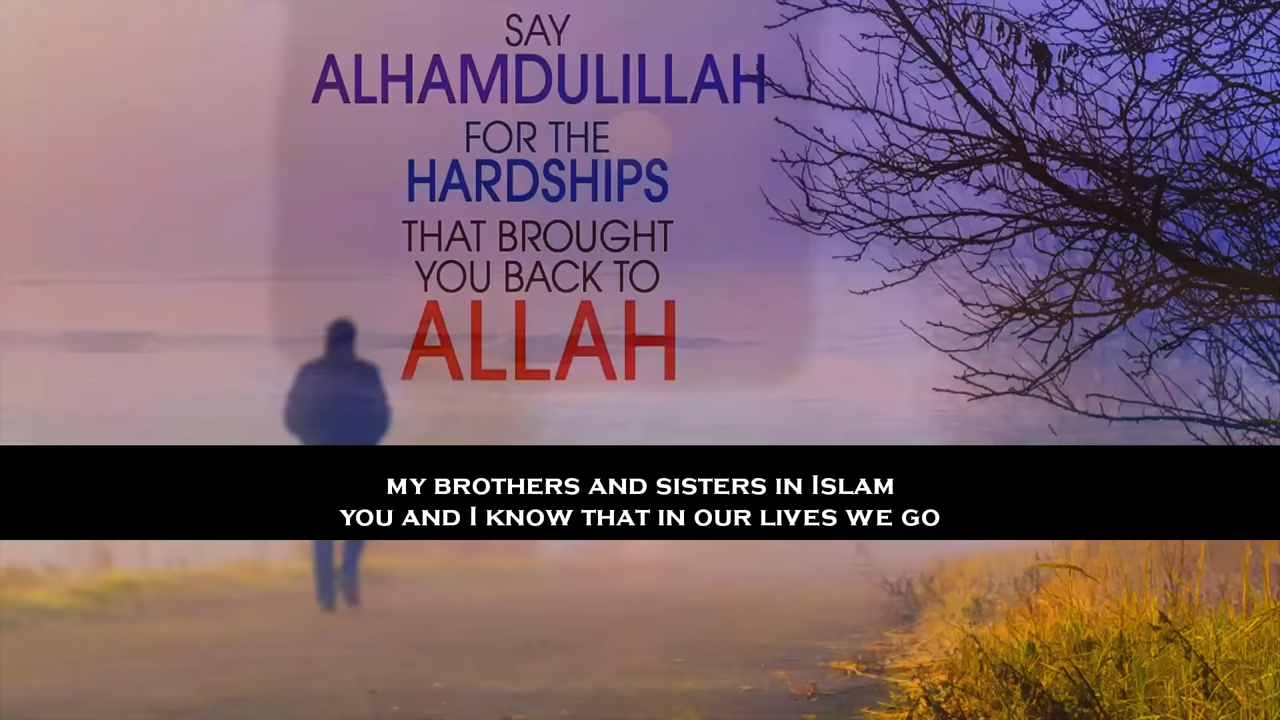 SAY
ALHAMDULILLAH
FOR THE
HARDSHIPS
THAT BROUGHT
YOU BACK TO
ALLAH
MY BROTHERS AND SISTERS IN ISLAM
YOU AND I KNOW THAT IN OUR LIVES WE GO